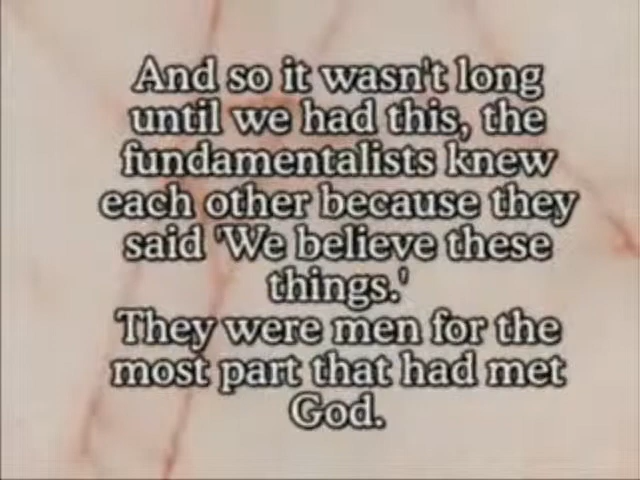 And so it wasn't long
until we had this, the
fundamentalists knew
each other because they
said 'We believe these
things.'
They were men for the
most part that had met
God.